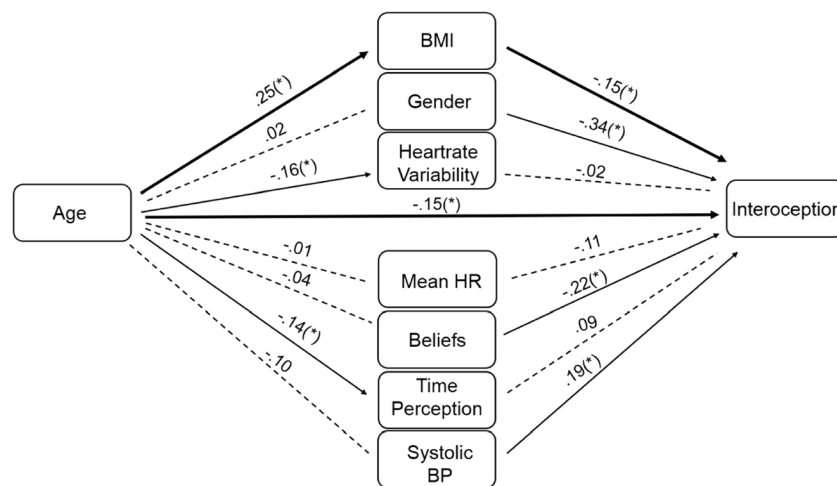 BMI
.25(*)
-.15(*)
Gender
.02
-.34(*)
Heartrate
Variability
-.16(*)
-.02
Age
-.15(*)
Interoception
-.01
Mean HR
-.11
-.04
Beliefs
-.22(*)
-.14(*)
Time
Perception
.09
-.10
Systolic
BP
.19(*)